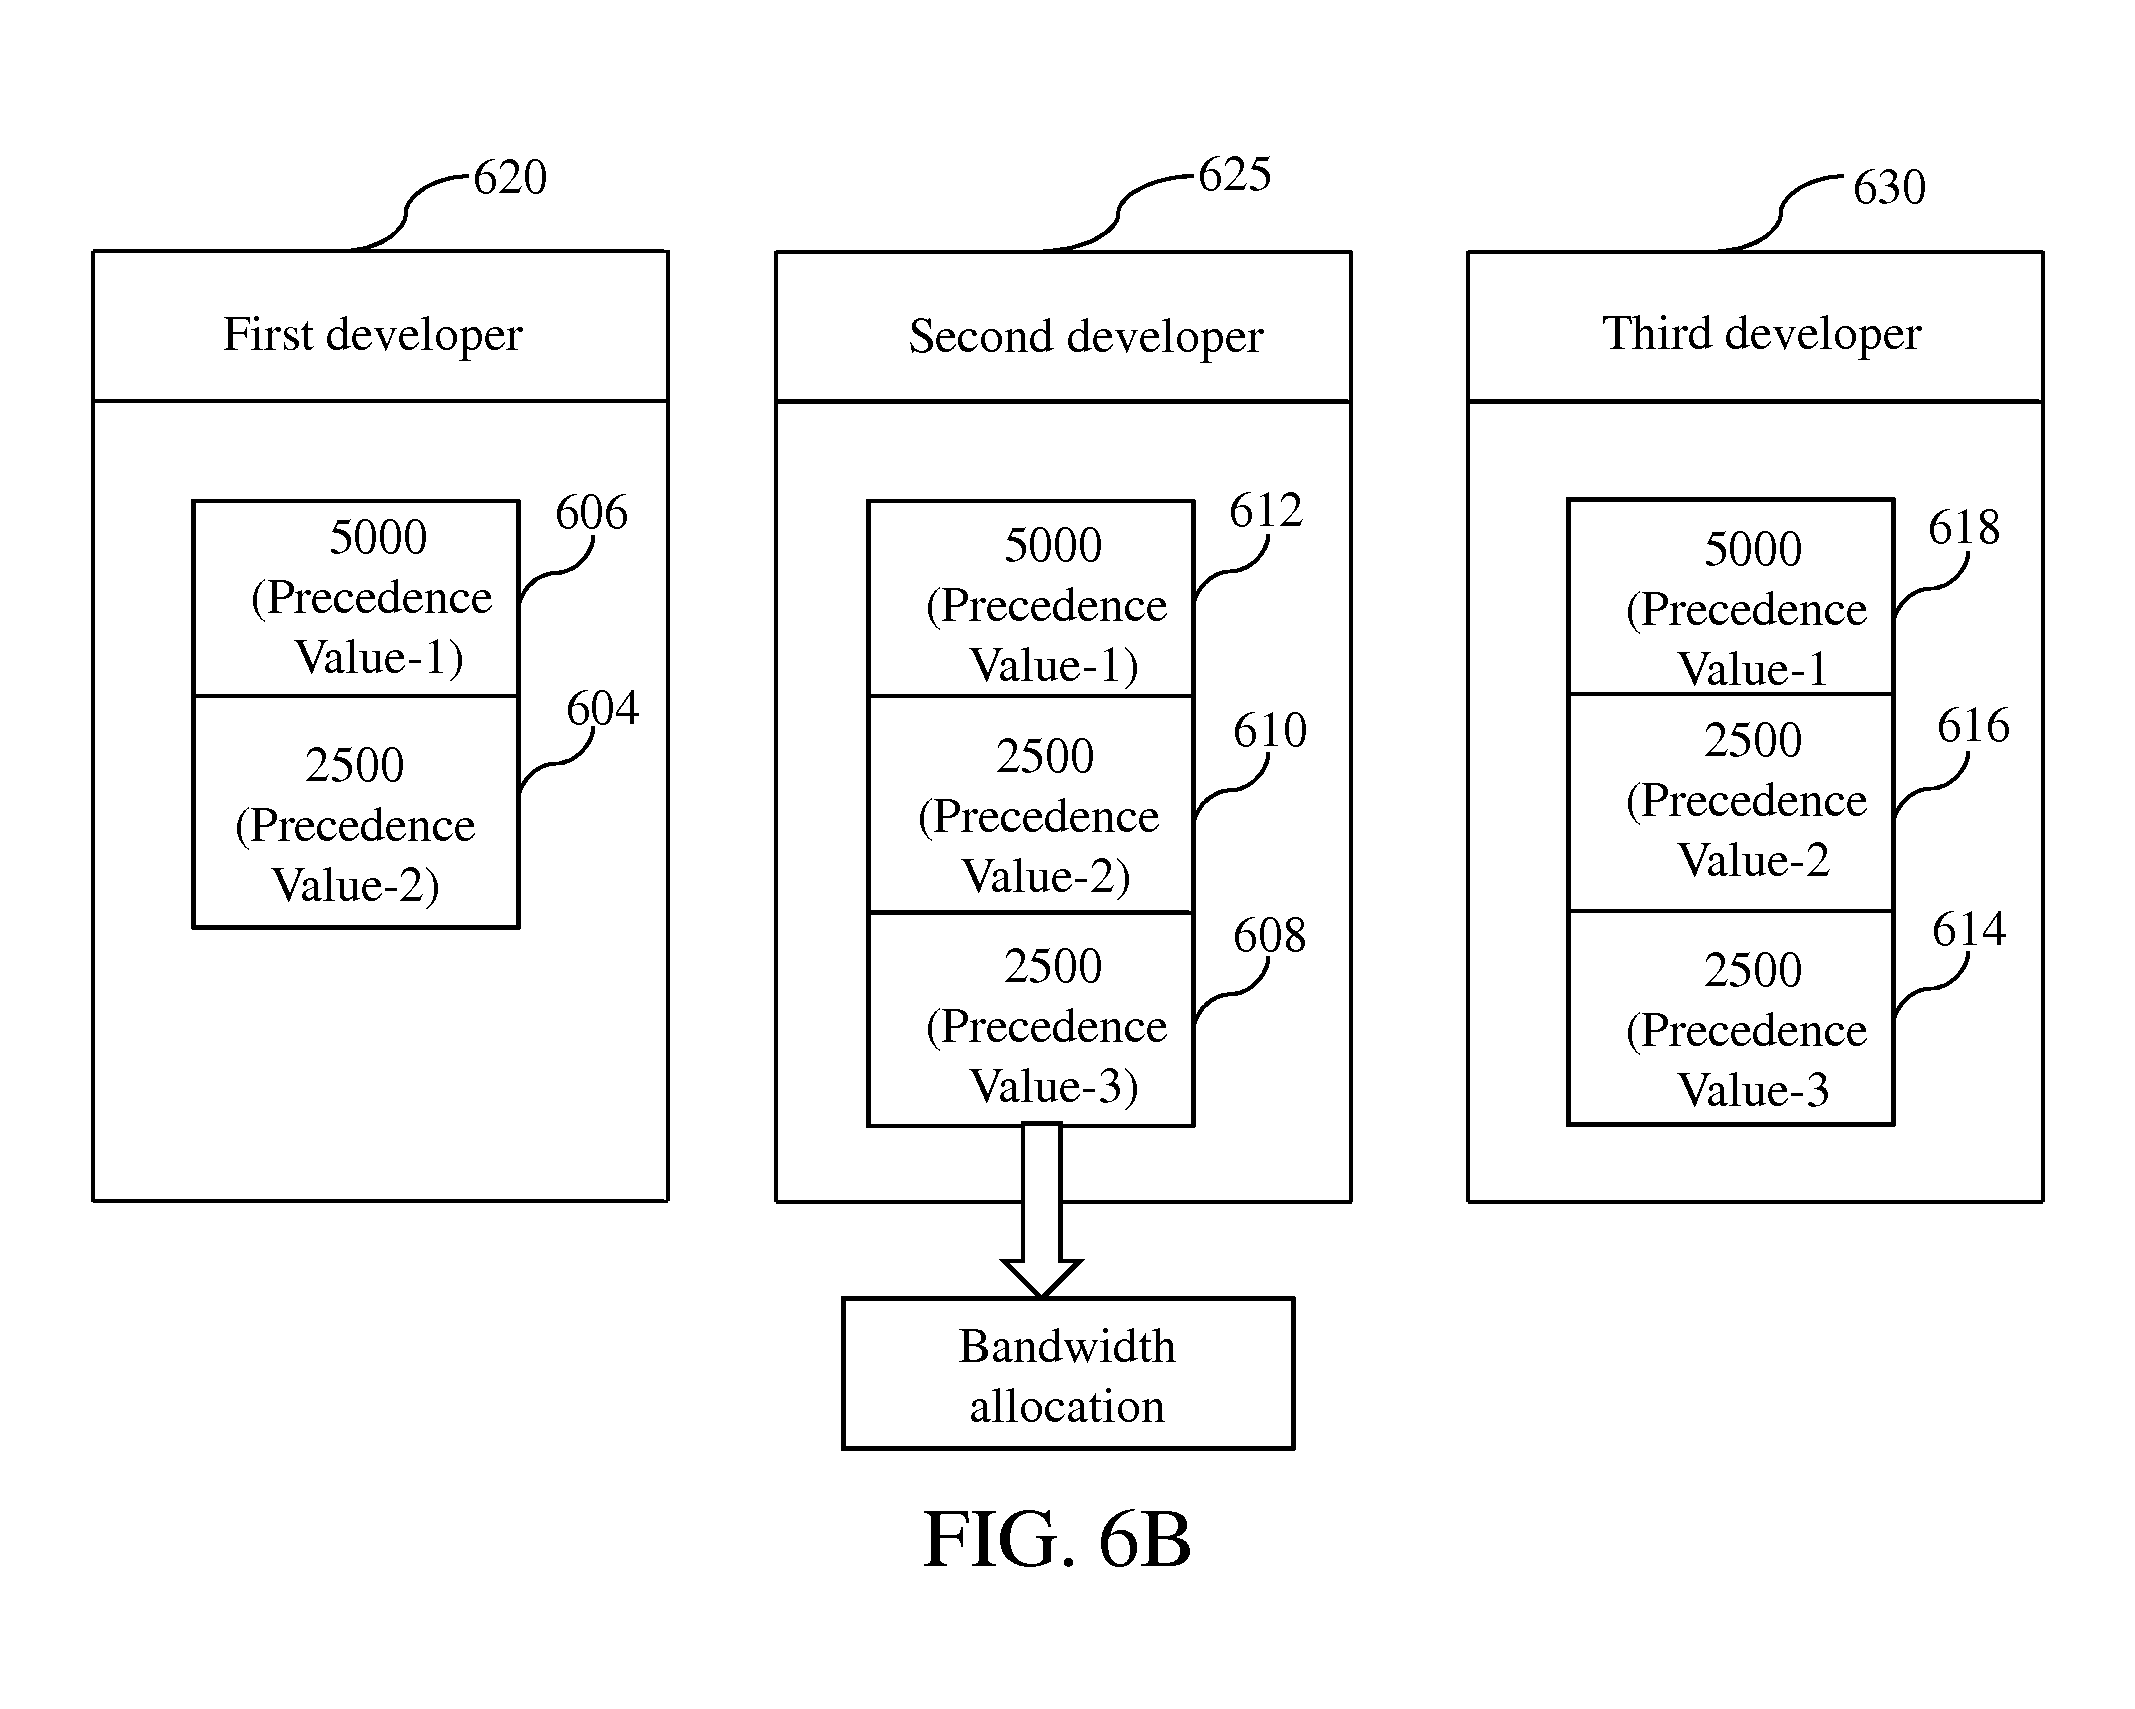 620
625
630
First developer
Second developer
Third developer
606
5000
(Precedence
Value-1)
604
2500
(Precedence
Value-2)
612
5000
(Precedence
Value-1)
610
2500
(Precedence
Value-2)
608
2500
(Precedence
Value-3)
618
5000
(Precedence
Value-1
616
2500
(Precedence
Value-2
614
2500
(Precedence
Value-3
Bandwidth
allocation
FIG. 6B